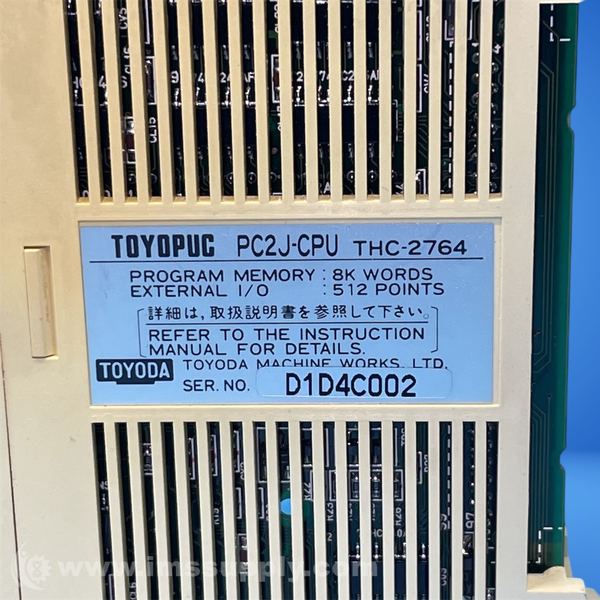 TOYOPUC PC2J-CPU THC-2764
PROGRAM MEMORY : 8K WORDS
EXTERNAL I/O : 512 POINTS
詳細は,取扱説明書を参照して下さい。
REFER TO THE INSTRUCTION
MANUAL FOR DETAILS.
TOYODA TOYODA MACHINE WORKS, LTD.
SER. NO. D1D4C002
www.imssupply.com